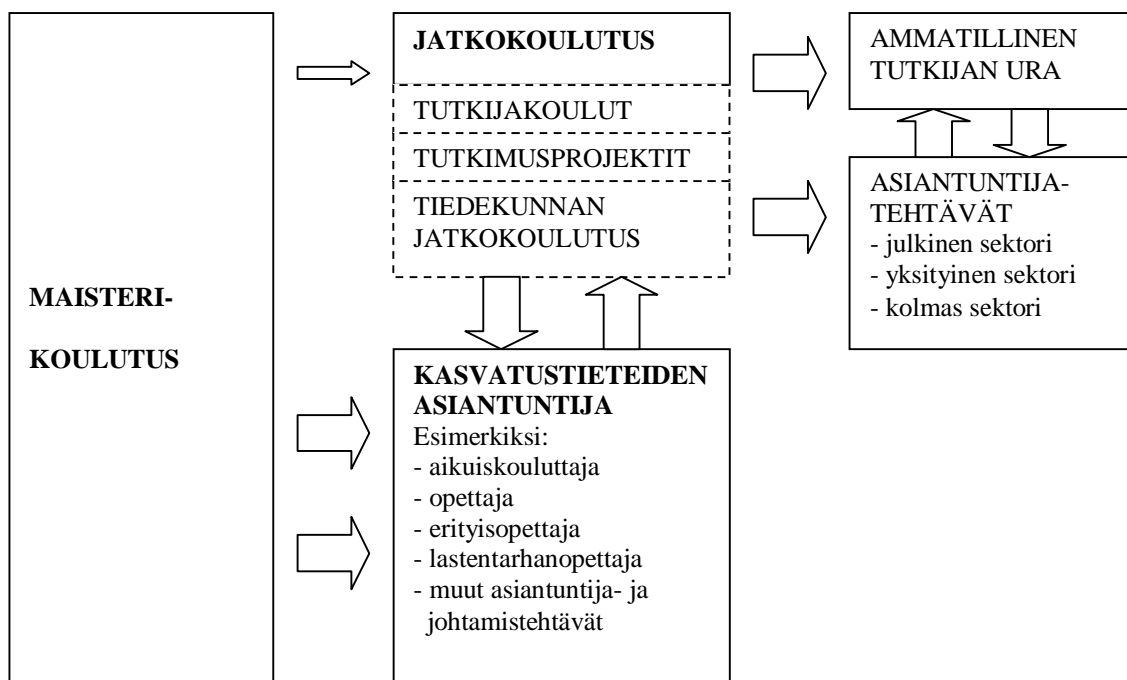 MAISTERI-
KOULUTUS
JATKOKOULUTUS
TUTKIJAKOULUT
TUTKIMUSPROJEKTIT
TIEDEKUNNAN
JATKOKOULUTUS
KASVATUSTIETEIDEN
ASIANTUNTIJA
Esimerkiksi:
- aikuiskouluttaja
- opettaja
- erityisopettaja
- lastentarhanopettaja
- muut asiantuntija- ja
johtamistehtävät
AMMATILLINEN
TUTKIJAN URA
ASIANTUNTIJA-
TEHTÄVÄT
- julkinen sektori
- yksityinen sektori
- kolmas sektori